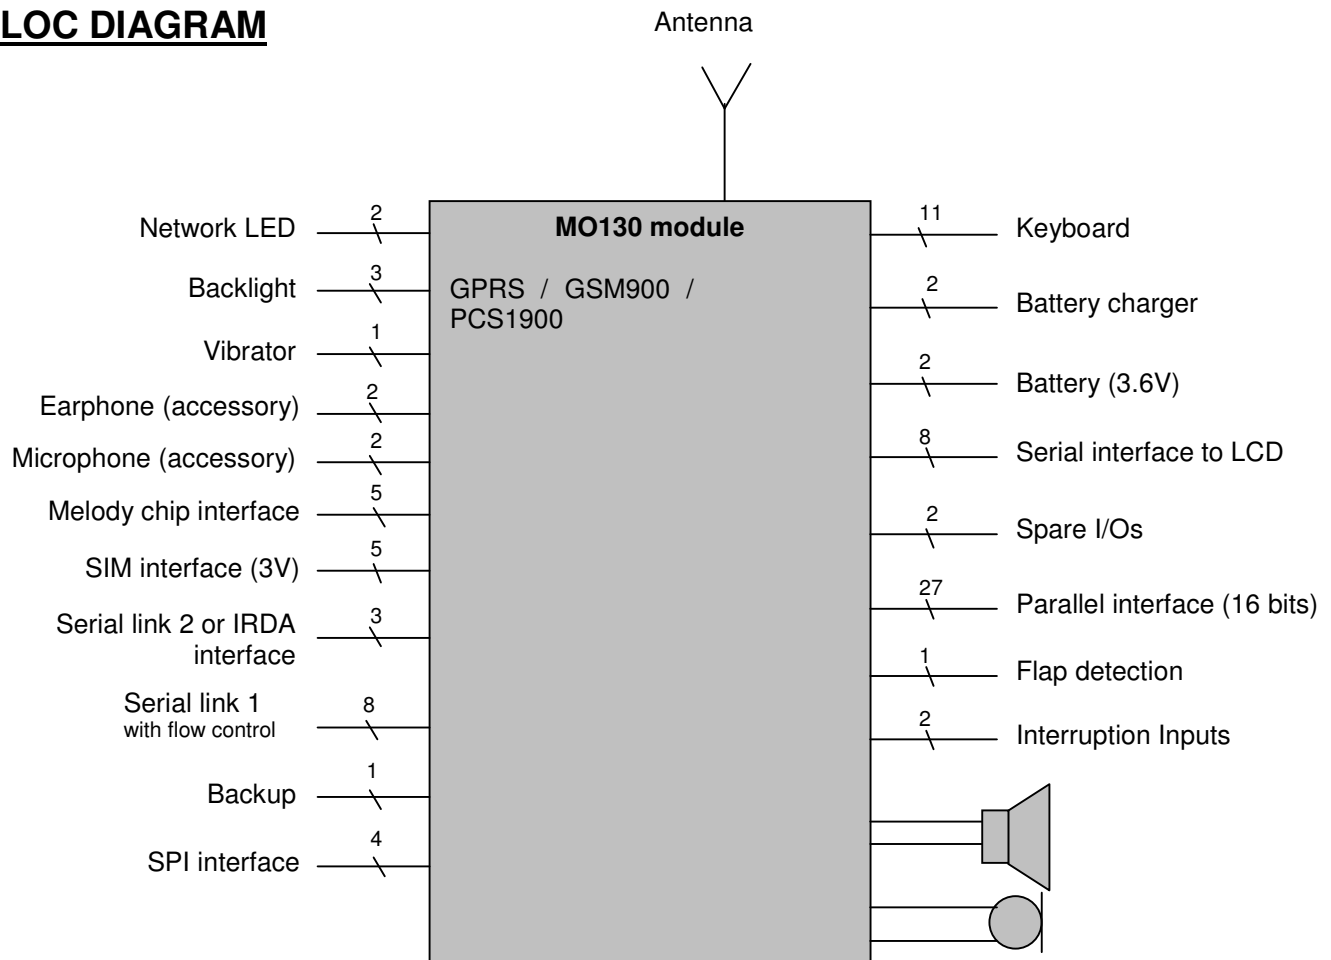 LOC DIAGRAM
Antenna
MO130 module
GPRS / GSM900 /
PCS1900
Network LED
2
Backlight
3
Vibrator
1
Earphone (accessory)
2
Microphone (accessory)
2
Melody chip interface
5
SIM interface (3V)
5
Serial link 2 or IRDA
interface
3
Serial link 1
with flow control
8
Backup
1
SPI interface
4
11
Keyboard
2
Battery charger
2
Battery (3.6V)
8
Serial interface to LCD
2
Spare I/Os
27
Parallel interface (16 bits)
1
Flap detection
2
Interruption Inputs